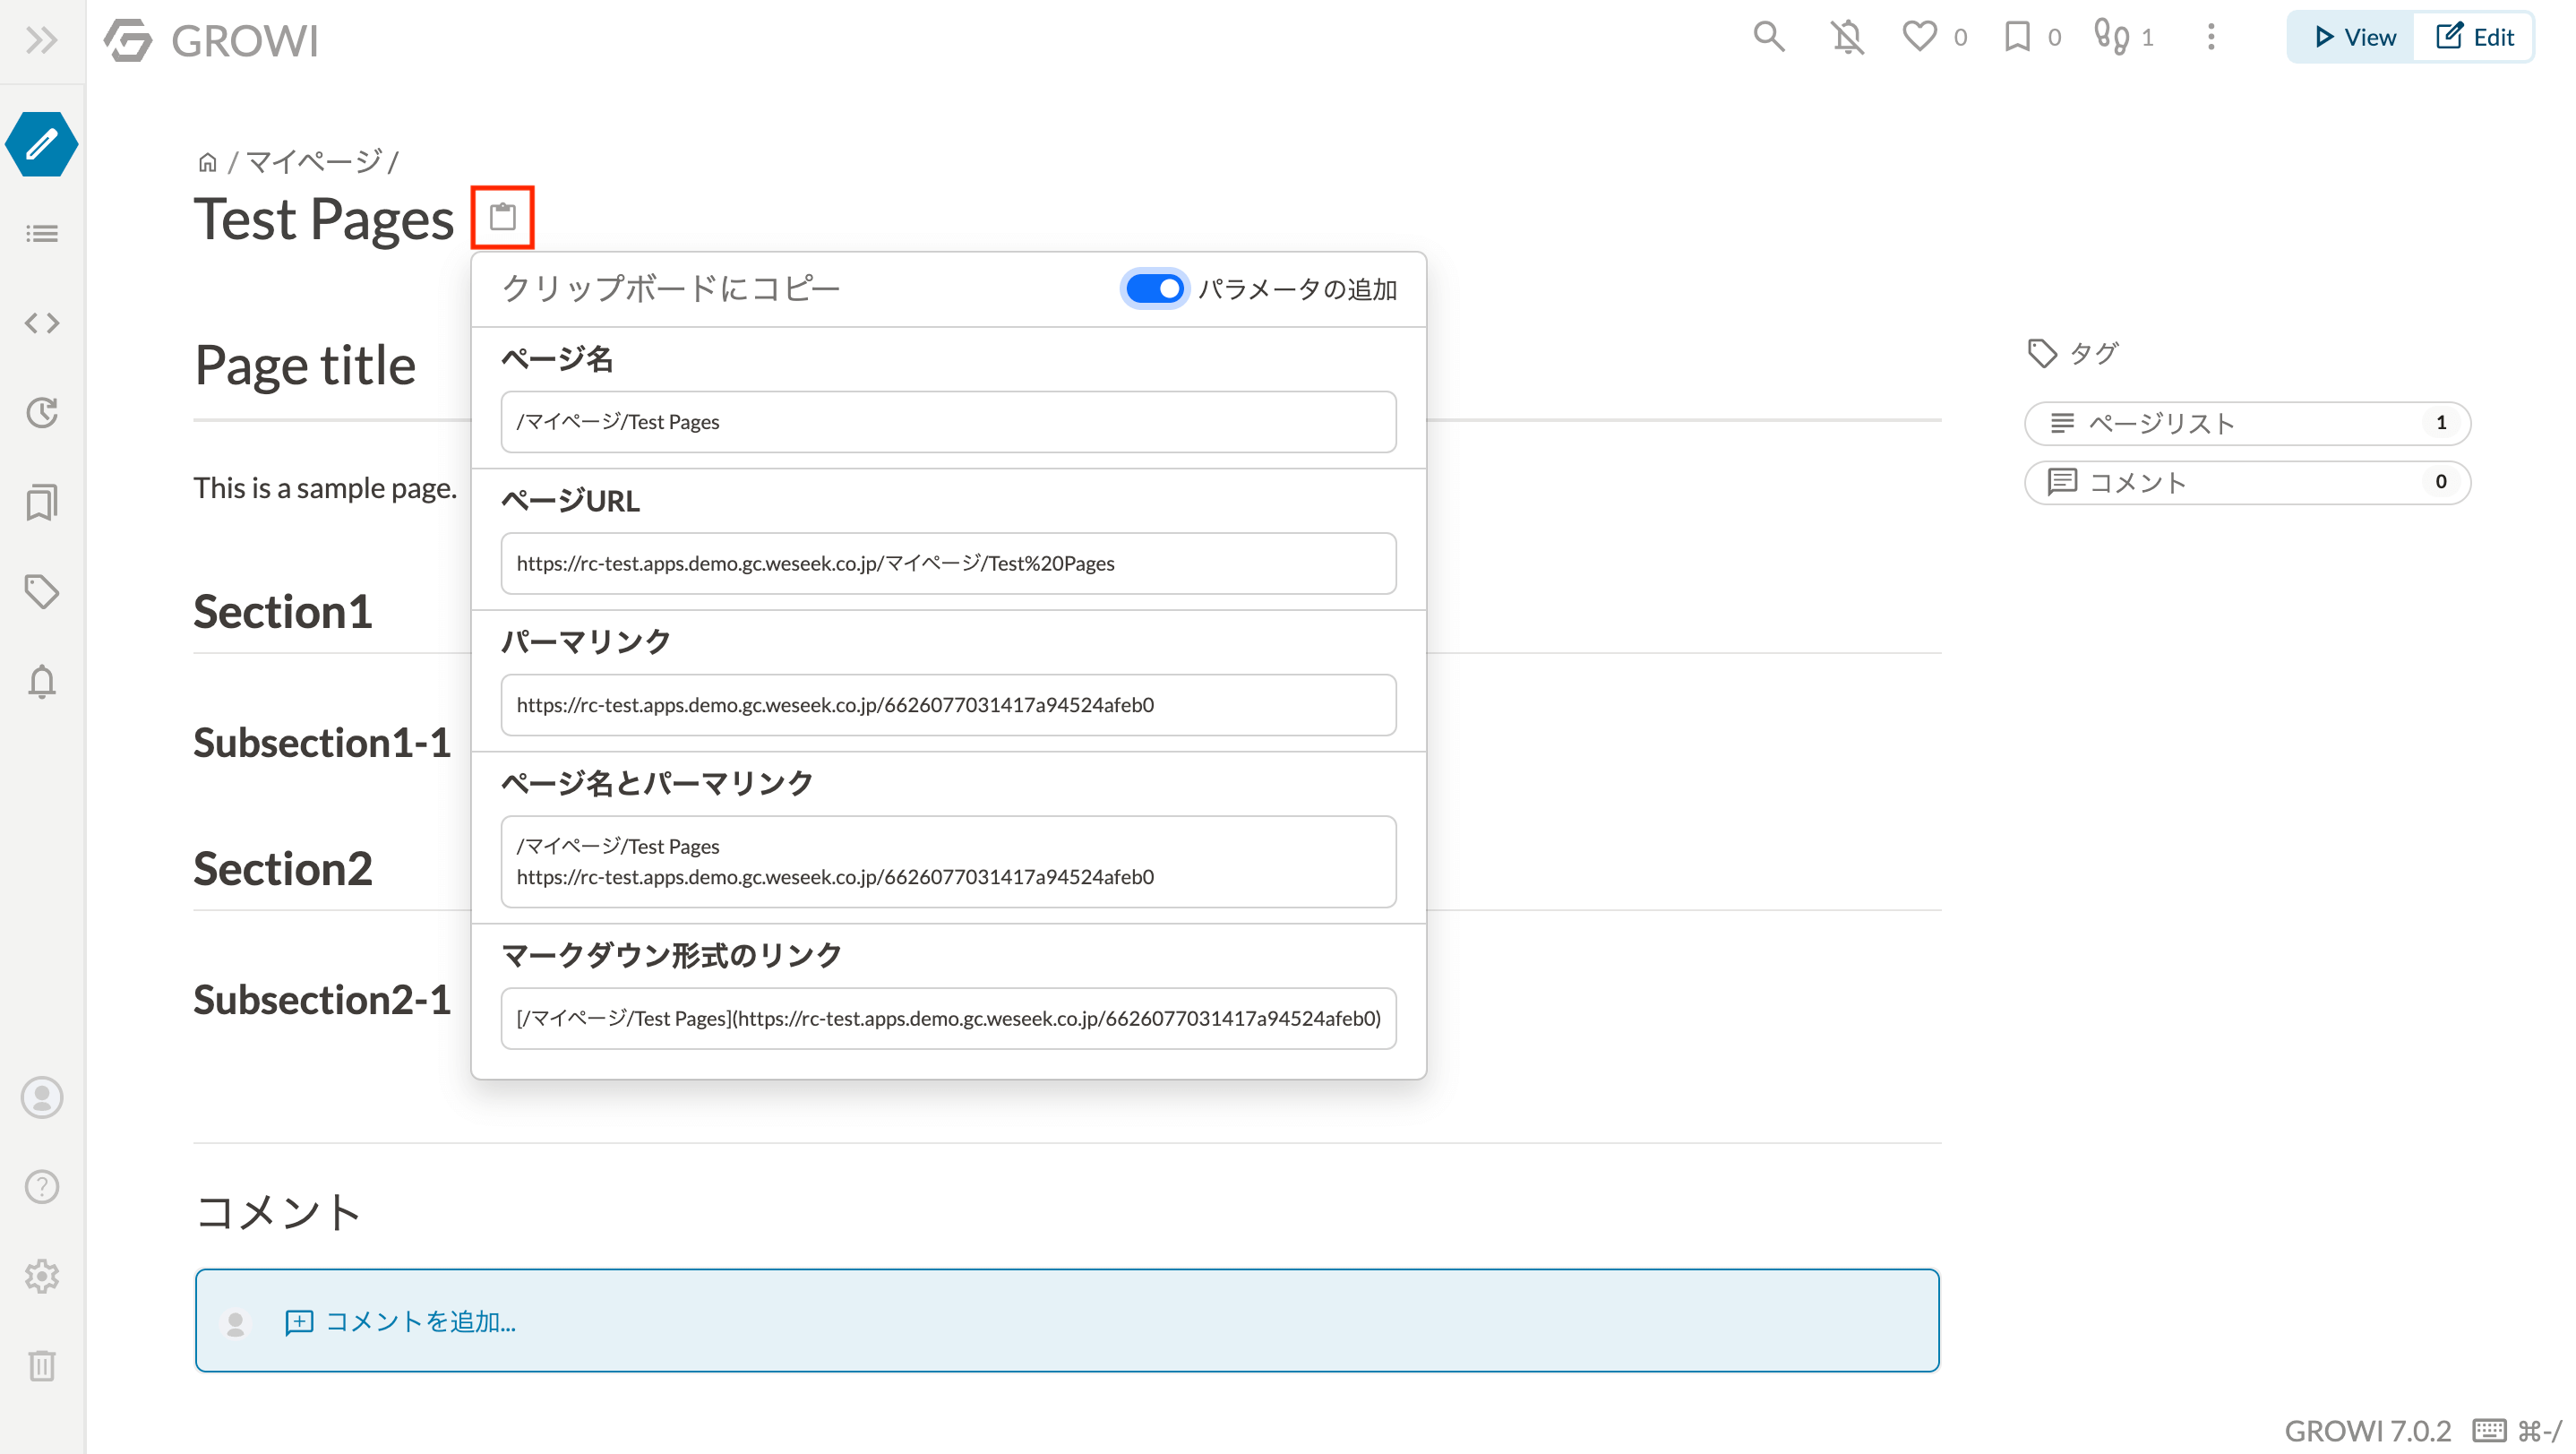 GROWI
0
0
1
View
Edit
/ マイページ /
Test Pages
クリップボードにコピー
パラメータの追加
ページ名
/マイページ/Test Pages
ページURL
https://rc-test.apps.demo.gc.weseek.co.jp/マイページ/Test%20Pages
パーマリンク
https://rc-test.apps.demo.gc.weseek.co.jp/6626077031417a94524afeb0
ページ名とパーマリンク
/マイページ/Test Pages
https://rc-test.apps.demo.gc.weseek.co.jp/6626077031417a94524afeb0
マークダウン形式のリンク
[/マイページ/Test Pages](https://rc-test.apps.demo.gc.weseek.co.jp/6626077031417a94524afeb0)
Page title
This is a sample page.
Section1
Subsection1-1
Section2
Subsection2-1
タグ
ページリスト 1
コメント 0
コメント
コメントを追加...
GROWI 7.0.2
⌘-/